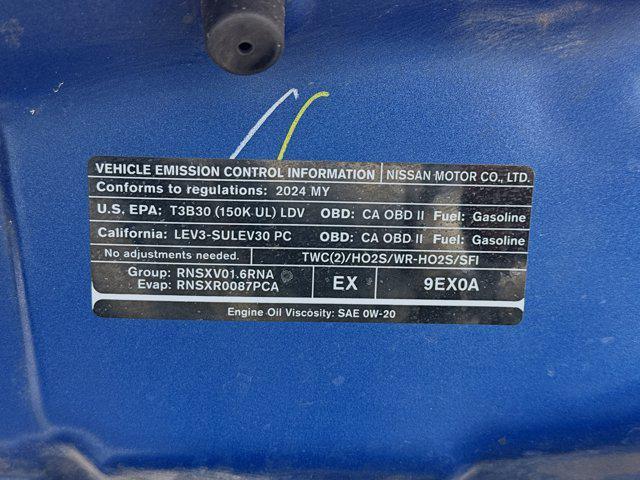 VEHICLE EMISSION CONTROL INFORMATION NISSAN MOTOR CO., LTD.
Conforms to regulations: 2024 MY
U.S. EPA: T3B30 (150K UL) LDV OBD: CA OBD II Fuel: Gasoline
California: LEV3-SULEV30 PC OBD: CA OBD II Fuel: Gasoline
No adjustments needed. TWC(2)/HO2S/WR-HO2S/SFI
Group: RNSXV01.6RNA
Evap: RNSXR0087PCA
EX 9EX0A
Engine Oil Viscosity: SAE 0W-20